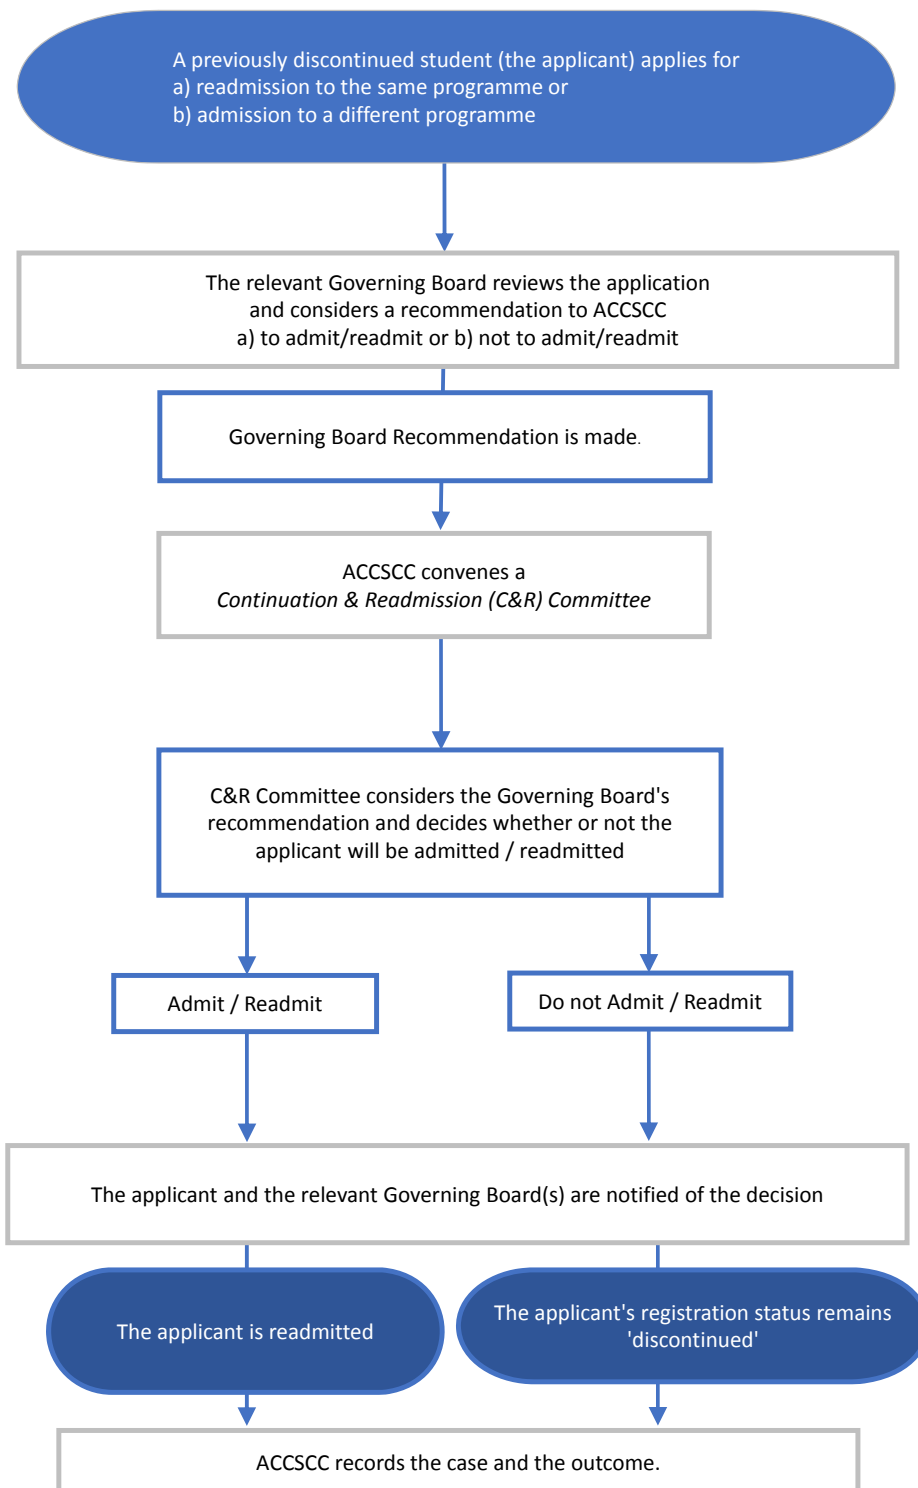 A previously discontinued student (the applicant) applies for
a) readmission to the same programme or
b) admission to a different programme
The relevant Governing Board reviews the application
and considers a recommendation to ACCSCC
a) to admit/readmit or b) not to admit/readmit
Governing Board Recommendation is made.
ACCSCC convenes a
Continuation & Readmission (C&R) Committee
C&R Committee considers the Governing Board's
recommendation and decides whether or not the
applicant will be admitted / readmitted
Admit / Readmit
Do not Admit / Readmit
The applicant and the relevant Governing Board(s) are notified of the decision
The applicant is readmitted
The applicant's registration status remains
'discontinued'
ACCSCC records the case and the outcome.